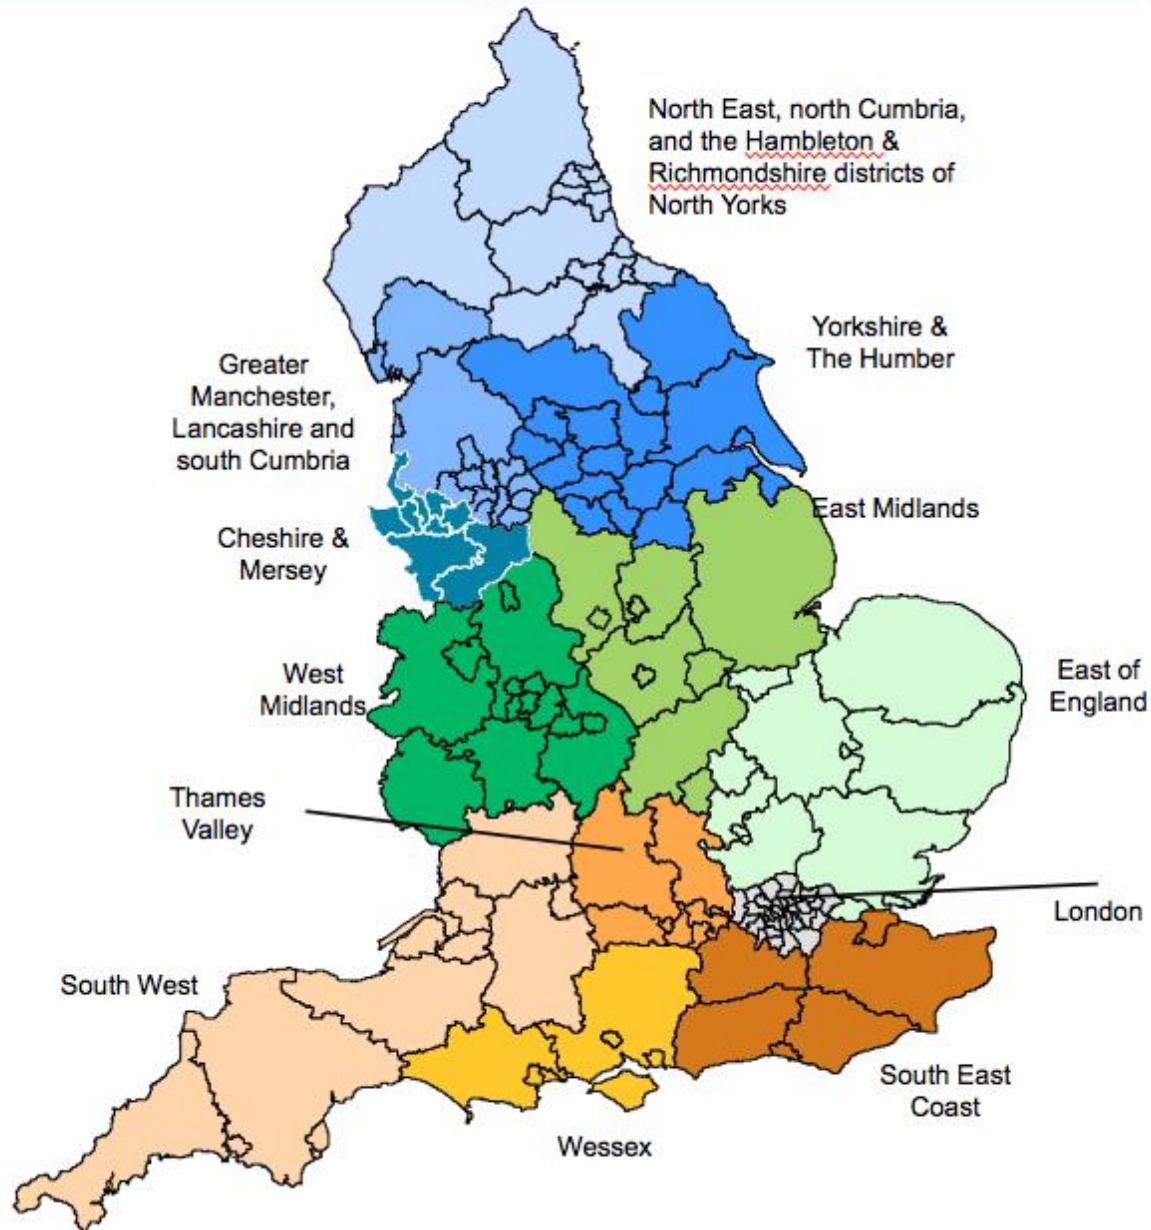 North East, north Cumbria,
and the Hambleton &
Richmondshire districts of
North Yorks
Yorkshire &
The Humber
Greater
Manchester,
Lancashire and
south Cumbria
East Midlands
Cheshire &
Mersey
West
Midlands
East of
England
Thames
Valley
London
South West
South East
Coast
Wessex